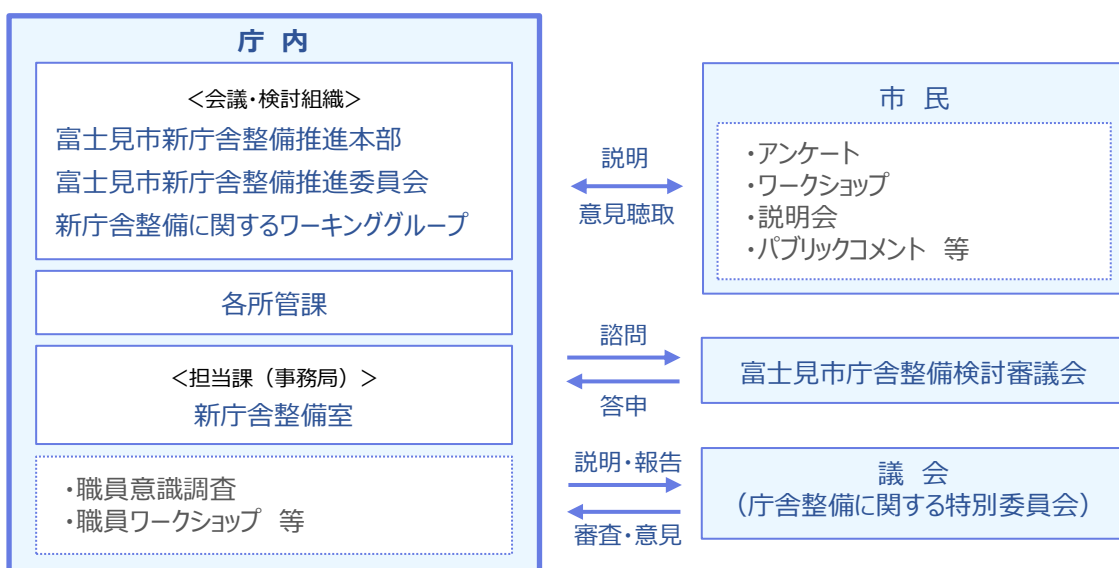 庁 内
＜会議・検討組織＞
富士見市新庁舎整備推進本部
富士見市新庁舎整備推進委員会
新庁舎整備に関するワーキンググループ
各所管課
＜担当課（事務局）＞
新庁舎整備室
・職員意識調査
・職員ワークショップ 等
説明
意見聴取
諮問
答申
説明・報告
審査・意見
市 民
・アンケート
・ワークショップ
・説明会
・パブリックコメント 等
富士見市庁舎整備検討審議会
議 会
（庁舎整備に関する特別委員会）